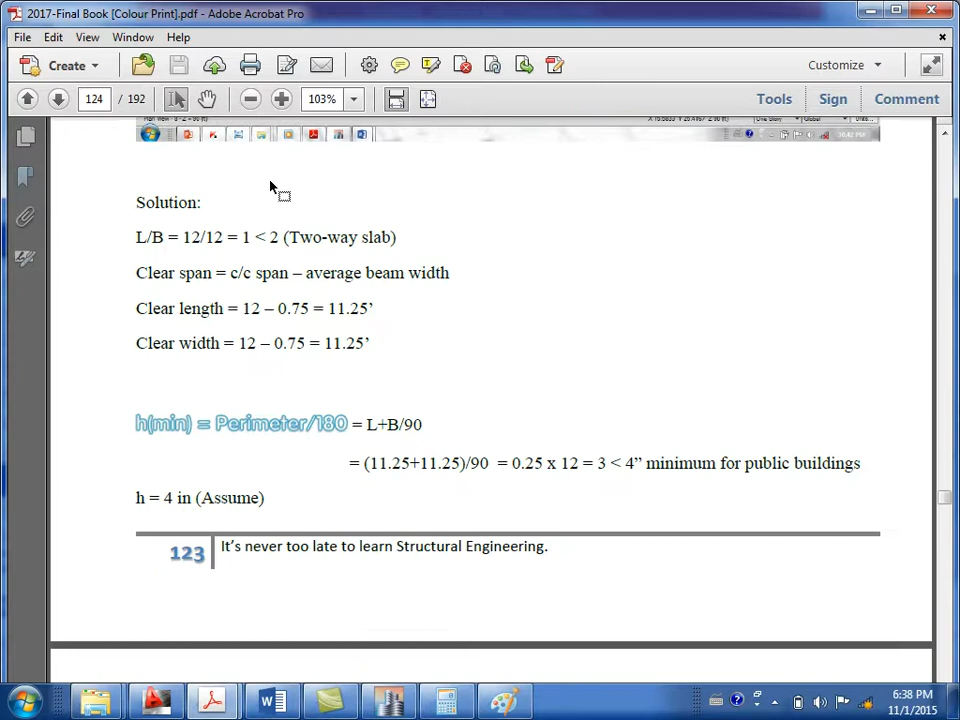 2017-Final Book [Colour Print].pdf - Adobe Acrobat Pro
File Edit View Window Help
Create Customize
124 / 192 103% Tools Sign Comment
Solution:
L/B = 12/12 = 1 < 2 (Two-way slab)
Clear span = c/c span – average beam width
Clear length = 12 – 0.75 = 11.25’
Clear width = 12 – 0.75 = 11.25’
h(min) = Perimeter/180 = L+B/90
= (11.25+11.25)/90 = 0.25 x 12 = 3 < 4” minimum for public buildings
h = 4 in (Assume)
123 It’s never too late to learn Structural Engineering.
6:38 PM
11/1/2015